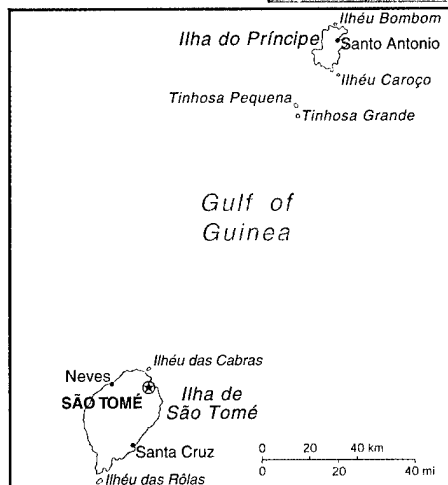 Ilhéu Bombom
Ilha do Príncipe
Santo Antonio
Ilhéu Caroço
Tinhosa Pequena
Tinhosa Grande
Gulf of
Guinea
Ilhéu das Cabras
Neves
SÃO TOMÉ
Ilha de
São Tomé
Santa Cruz
Ilhéu das Rôlas
0 20 40 km
0 20 40 mi